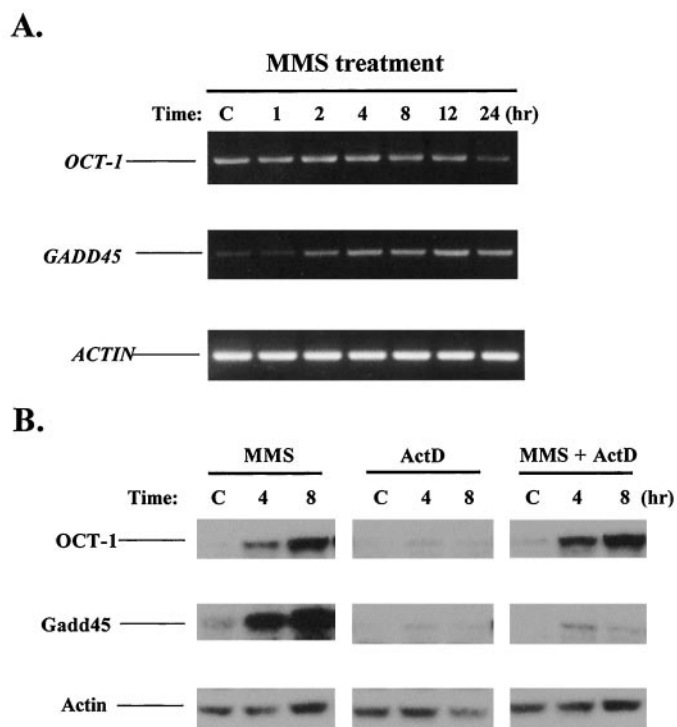 A.
MMS treatment
Time: C 1 2 4 8 12 24 (hr)
OCT-1
GADD45
ACTIN
B.
MMS ActD MMS + ActD
Time: C 4 8 C 4 8 C 4 8 (hr)
OCT-1
Gadd45
Actin